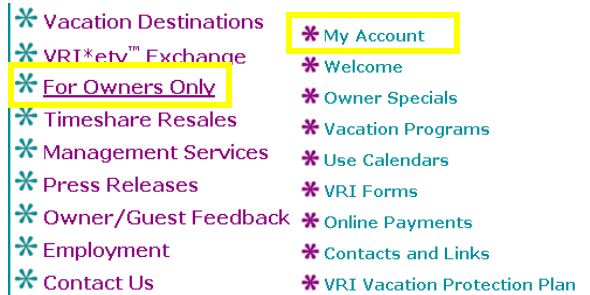 Vacation Destinations
VRI*ety™ Exchange
For Owners Only
Timeshare Resales
Management Services
Press Releases
Owner/Guest Feedback
Employment
Contact Us
My Account
Welcome
Owner Specials
Vacation Programs
Use Calendars
VRI Forms
Online Payments
Contacts and Links
VRI Vacation Protection Plan